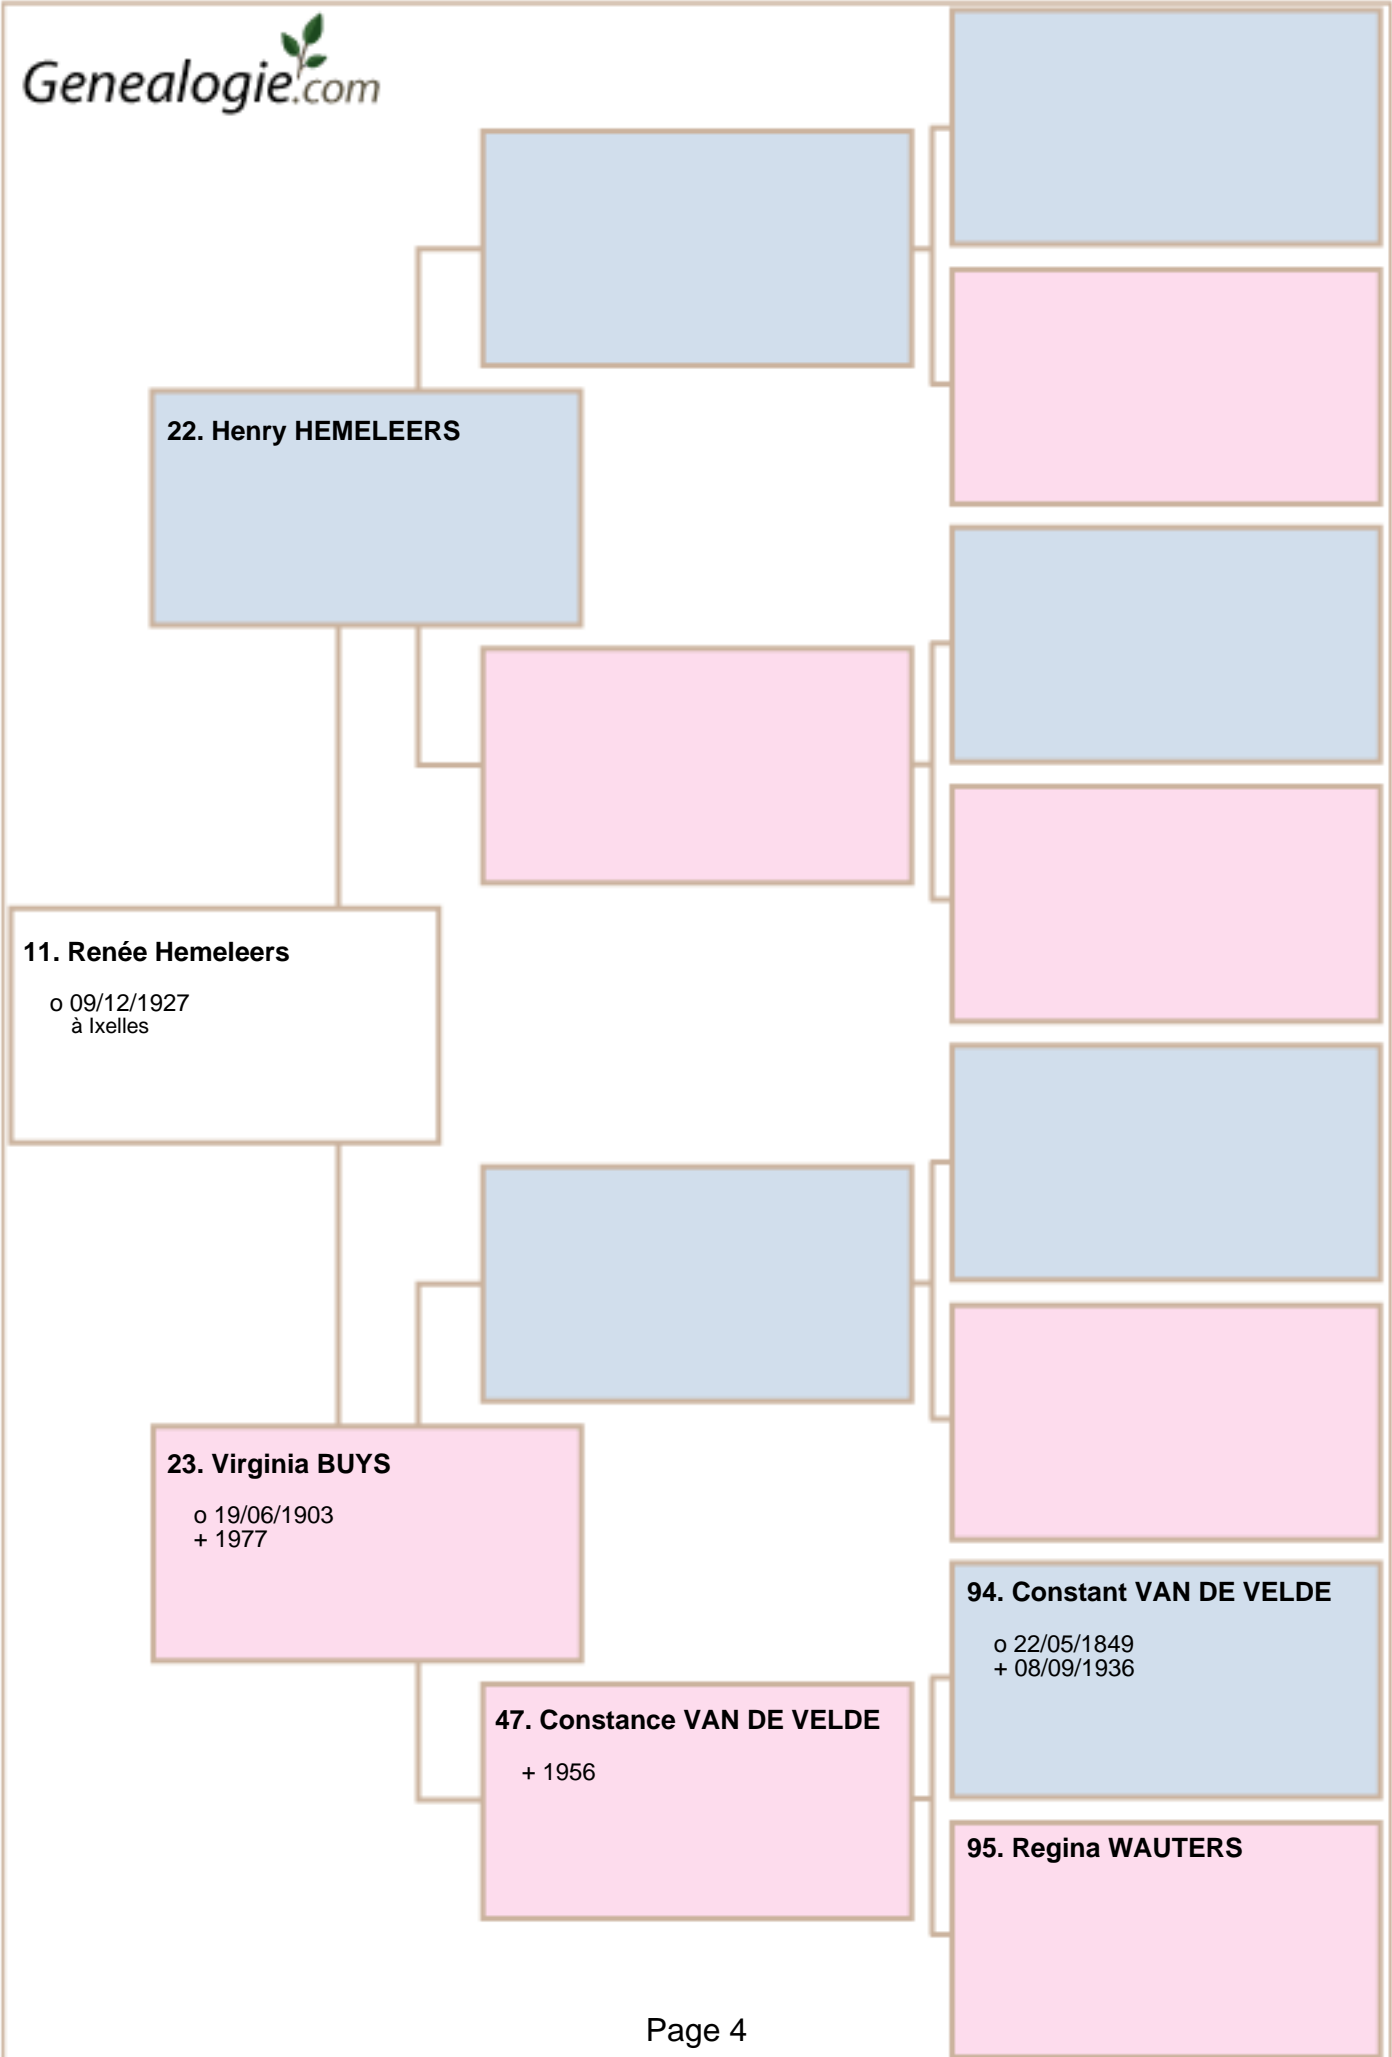 Genealogie.com
22. Henry HEMELEERS
11. Renée Hemeleers
o 09/12/1927
à Ixelles
23. Virginia BUYS
o 19/06/1903
+ 1977
94. Constant VAN DE VELDE
o 22/05/1849
+ 08/09/1936
47. Constance VAN DE VELDE
+ 1956
95. Regina WAUTERS
Page 4